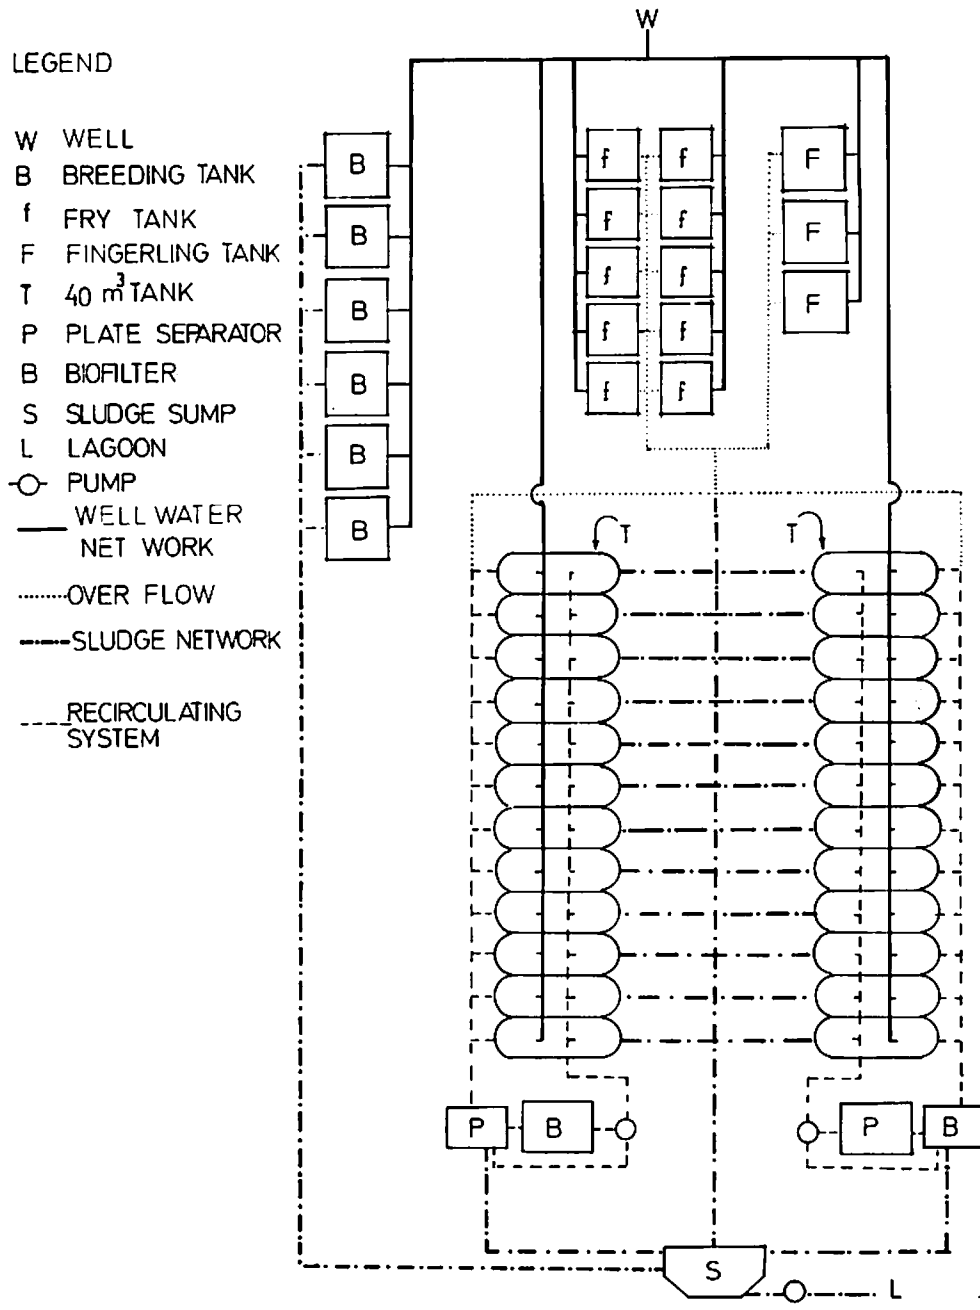 W
LEGEND
W WELL
B BREEDING TANK
f FRY TANK
F FINGERLING TANK
T 40 m³ TANK
P PLATE SEPARATOR
B BIOFILTER
S SLUDGE SUMP
L LAGOON
PUMP
WELL WATER
NET WORK
OVER FLOW
SLUDGE NETWORK
RECIRCULATING
SYSTEM
B
B
B
B
B
B
f f
f f
f f
f f
f f
F
F
F
T T
P B P B
S L